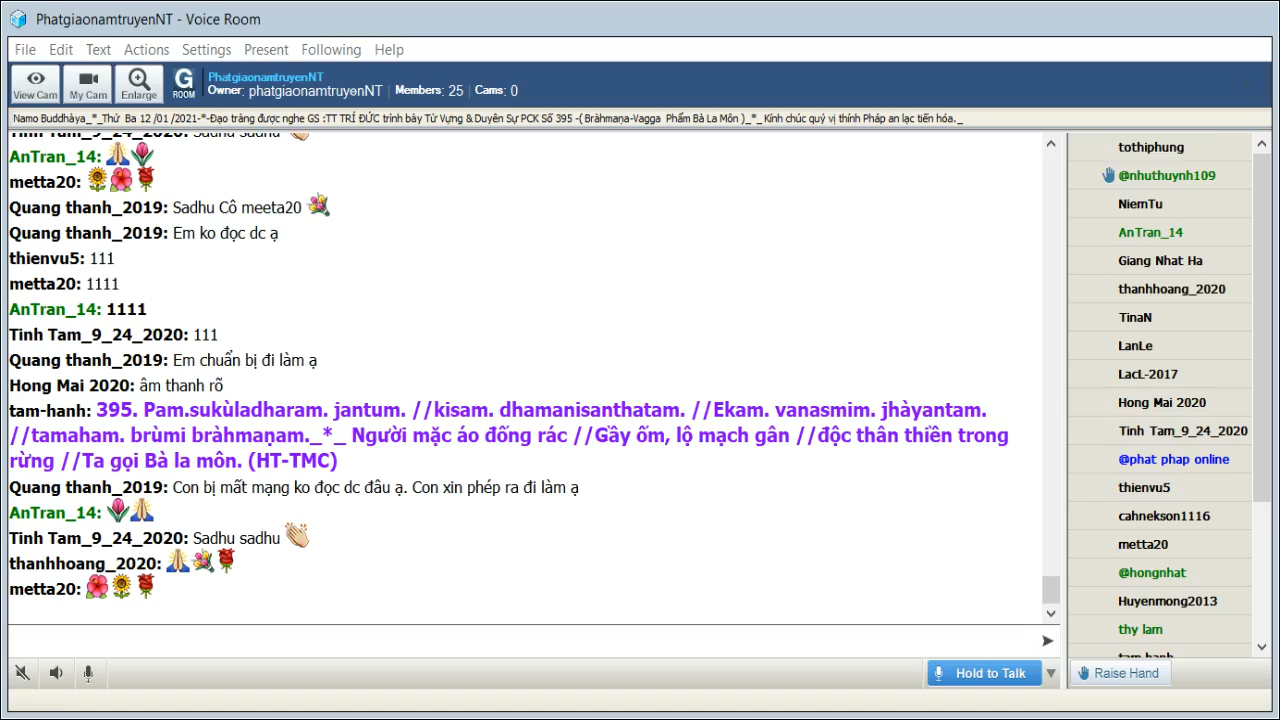 PhatgiaonamtruyenNT - Voice Room
File Edit Text Actions Settings Present Following Help
View Cam My Cam Enlarge G ROOM
PhatgiaonamtruyenNT
Owner: phatgiaonamtruyenNT Members: 25 Cams: 0
Namo Buddhàya_*_Thứ Ba 12 /01 /2021-*-Đạo tràng được nghe GS :TT TRÍ ĐỨC trình bày Từ Vựng & Duyên Sự PCK Số 395 -( Bràhmaṇa-Vagga Phẩm Bà La Môn )_*_Kính chúc quý vị thính Pháp an lạc tiến hóa._
Tinh Tam_9_24_2020: Sadhu sadhu
AnTran_14:
metta20:
Quang thanh_2019: Sadhu Cô meeta20
Quang thanh_2019: Em ko đọc dc ạ
thienvu5: 111
metta20: 1111
AnTran_14: 1111
Tinh Tam_9_24_2020: 111
Quang thanh_2019: Em chuẩn bị đi làm ạ
Hong Mai 2020: âm thanh rõ
tam-hanh: 395. Pam.sukùladharam. jantum. //kisam. dhamanisanthatam. //Ekam. vanasmim. jhàyantam.
//tamaham. brùmi bràhmaṇam._*_ Người mặc áo đống rác //Gầy ốm, lộ mạch gân //độc thân thiền trong
rừng //Ta gọi Bà la môn. (HT-TMC)
Quang thanh_2019: Con bị mất mạng ko đọc dc đâu ạ. Con xin phép ra đi làm ạ
AnTran_14:
Tinh Tam_9_24_2020: Sadhu sadhu
thanhhoang_2020:
metta20:
Hold to Talk
tothiphung
@nhuthuynh109
NiemTu
AnTran_14
Giang Nhat Ha
thanhhoang_2020
TinaN
LanLe
LacL-2017
Hong Mai 2020
Tinh Tam_9_24_2020
@phat phap online
thienvu5
cahnekson1116
metta20
@hongnhat
Huyenmong2013
thy lam
tam-hanh
Raise Hand